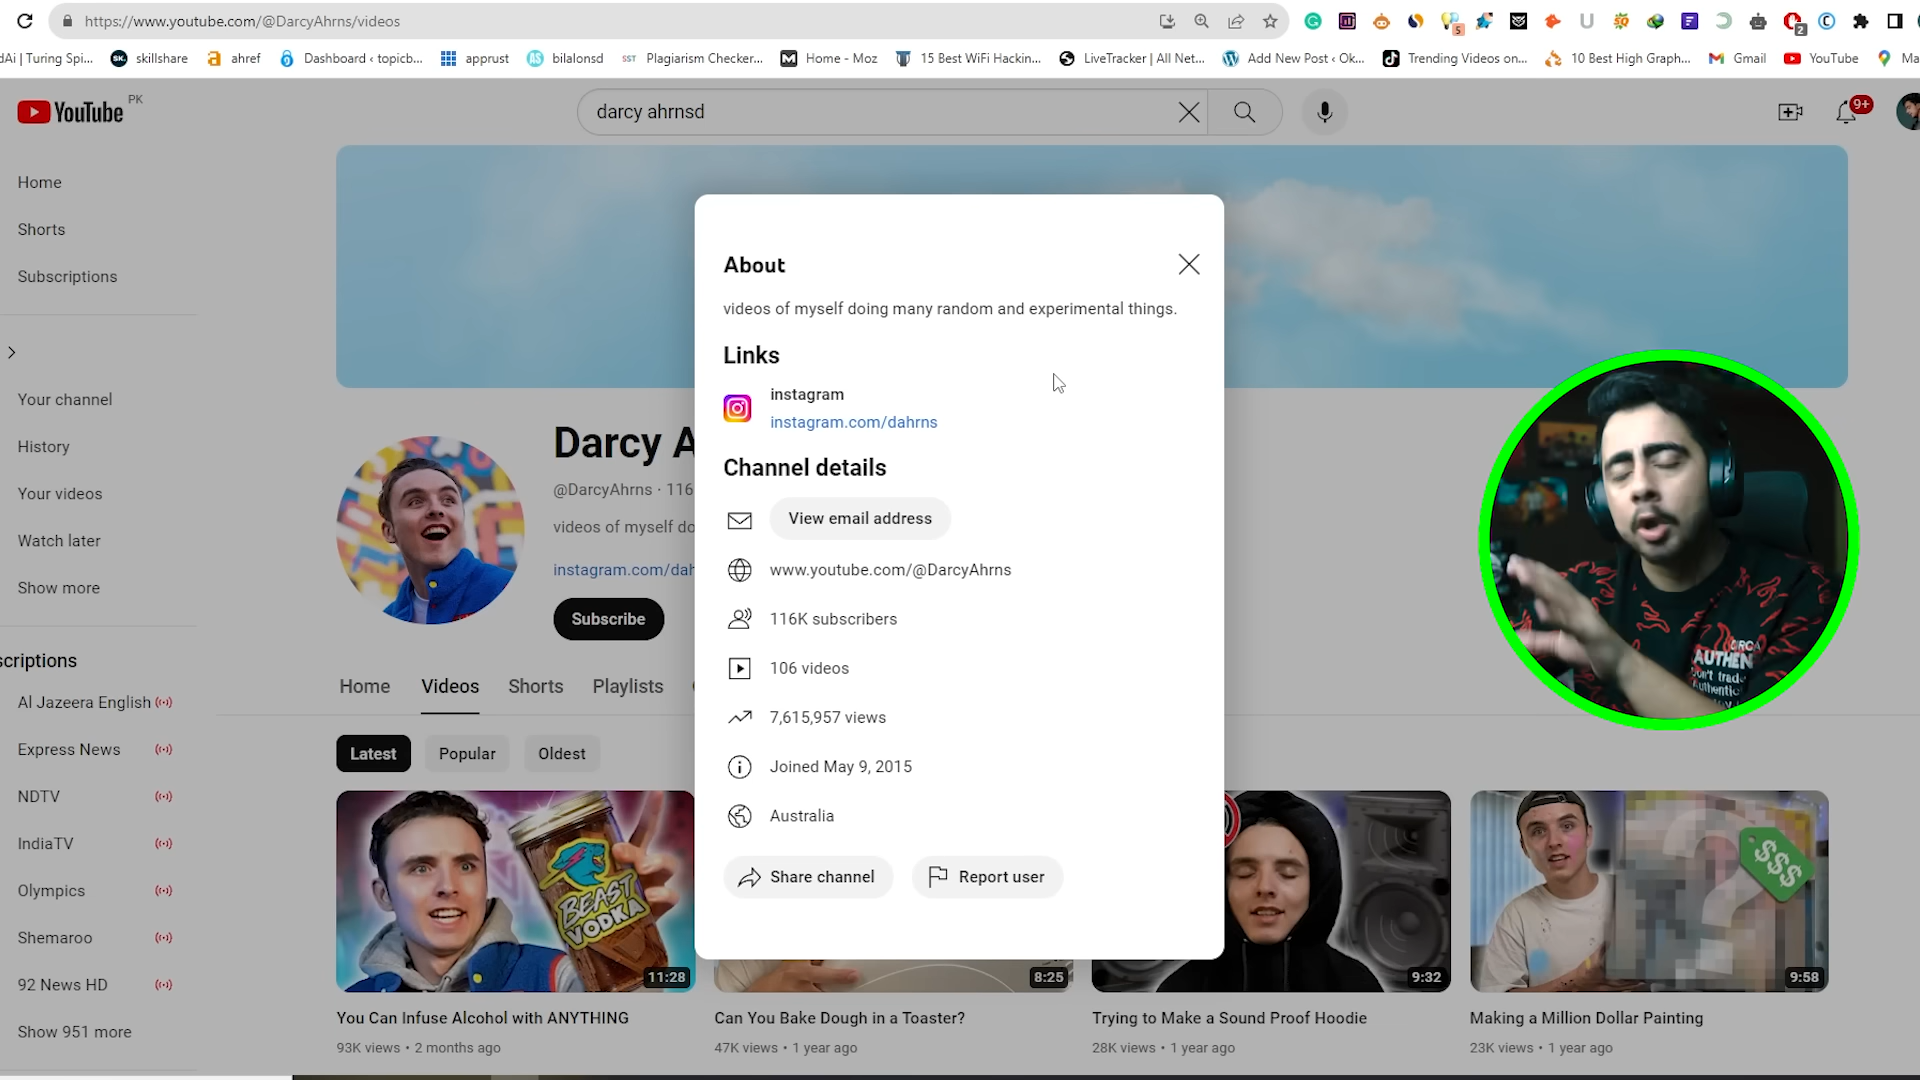 https://www.youtube.com/@DarcyAhrns/videos
5
2
dAi | Turing Spi...
skillshare
ahref
Dashboard ‹ topicb...
apprust
bilalonsd
Plagiarism Checker...
Home - Moz
15 Best WiFi Hackin...
LiveTracker | All Net...
Add New Post ‹ Ok...
Trending Videos on...
10 Best High Graph...
Gmail
YouTube
Ma
YouTube PK
darcy ahrnsd
9+
Home
Shorts
Subscriptions
Your channel
History
Your videos
Watch later
Show more
scriptions
Al Jazeera English
Express News
NDTV
IndiaTV
Olympics
Shemaroo
92 News HD
Show 951 more
Darcy A
@DarcyAhrns · 116
videos of myself do
instagram.com/dah
Subscribe
Home
Videos
Shorts
Playlists
Latest
Popular
Oldest
About
videos of myself doing many random and experimental things.
Links
instagram
instagram.com/dahrns
Channel details
View email address
www.youtube.com/@DarcyAhrns
116K subscribers
106 videos
7,615,957 views
Joined May 9, 2015
Australia
Share channel
Report user
AUTHEN
Authentic
BEAST
VODKA
11:28
8:25
9:32
?
$$$
9:58
You Can Infuse Alcohol with ANYTHING
93K views • 2 months ago
Can You Bake Dough in a Toaster?
47K views • 1 year ago
Trying to Make a Sound Proof Hoodie
28K views • 1 year ago
Making a Million Dollar Painting
23K views • 1 year ago